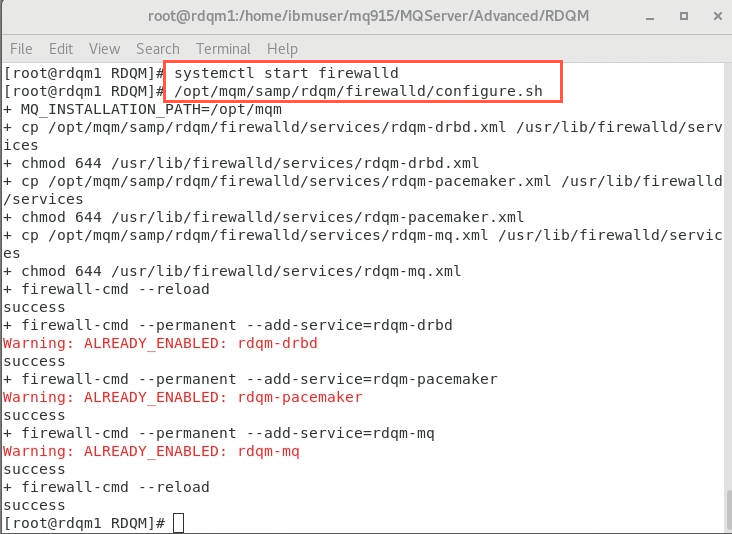 root@rdqm1:/home/ibmuser/mq915/MQServer/Advanced/RDQM
File Edit View Search Terminal Help
[root@rdqm1 RDQM]# systemctl start firewalld
[root@rdqm1 RDQM]# /opt/mqm/samp/rdqm/firewalld/configure.sh
+ MQ_INSTALLATION_PATH=/opt/mqm
+ cp /opt/mqm/samp/rdqm/firewalld/services/rdqm-drbd.xml /usr/lib/firewalld/serv
ices
+ chmod 644 /usr/lib/firewalld/services/rdqm-drbd.xml
+ cp /opt/mqm/samp/rdqm/firewalld/services/rdqm-pacemaker.xml /usr/lib/firewalld
/services
+ chmod 644 /usr/lib/firewalld/services/rdqm-pacemaker.xml
+ cp /opt/mqm/samp/rdqm/firewalld/services/rdqm-mq.xml /usr/lib/firewalld/servic
es
+ chmod 644 /usr/lib/firewalld/services/rdqm-mq.xml
+ firewall-cmd --reload
success
+ firewall-cmd --permanent --add-service=rdqm-drbd
Warning: ALREADY_ENABLED: rdqm-drbd
success
+ firewall-cmd --permanent --add-service=rdqm-pacemaker
Warning: ALREADY_ENABLED: rdqm-pacemaker
success
+ firewall-cmd --permanent --add-service=rdqm-mq
Warning: ALREADY_ENABLED: rdqm-mq
success
+ firewall-cmd --reload
success
[root@rdqm1 RDQM]#